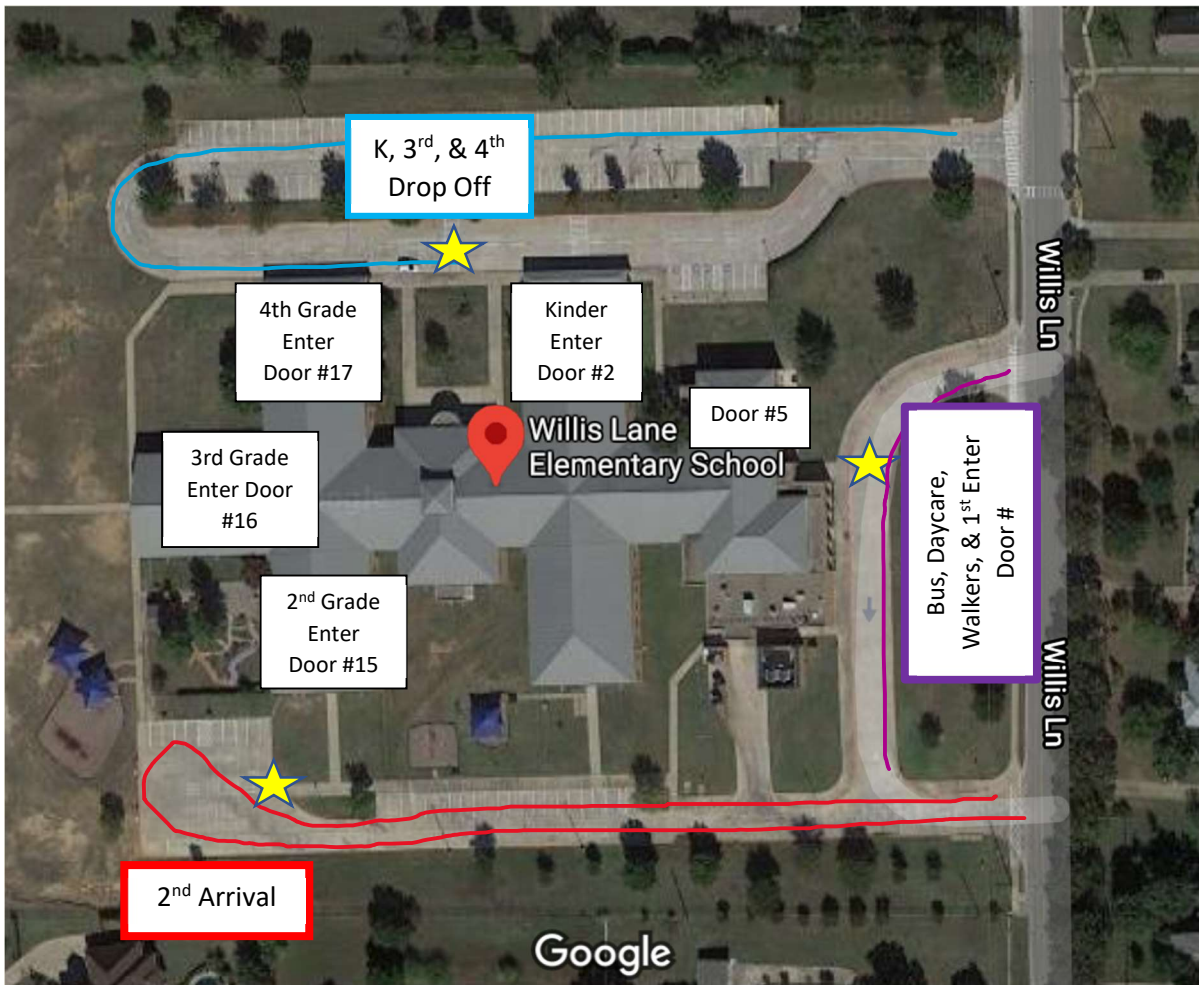 K, 3rd, & 4th
Drop Off
4th Grade
Enter
Door #17
Kinder
Enter
Door #2
Willis Ln
Door #5
Willis Lane
Elementary School
3rd Grade
Enter Door
#16
Bus, Daycare,
Walkers, & 1st Enter
Door #
2nd Grade
Enter
Door #15
Willis Ln
2nd Arrival
Google